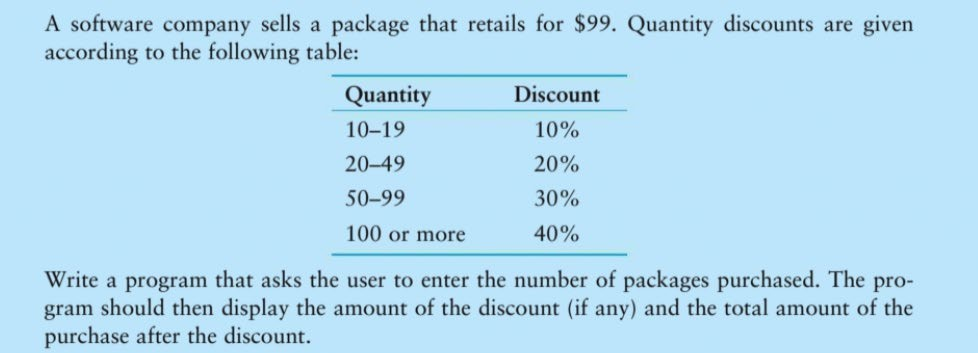 A software company sells a package that retails for $99. Quantity discounts are given
according to the following table:
Quantity Discount
10–19 10%
20–49 20%
50–99 30%
100 or more 40%
Write a program that asks the user to enter the number of packages purchased. The pro-
gram should then display the amount of the discount (if any) and the total amount of the
purchase after the discount.